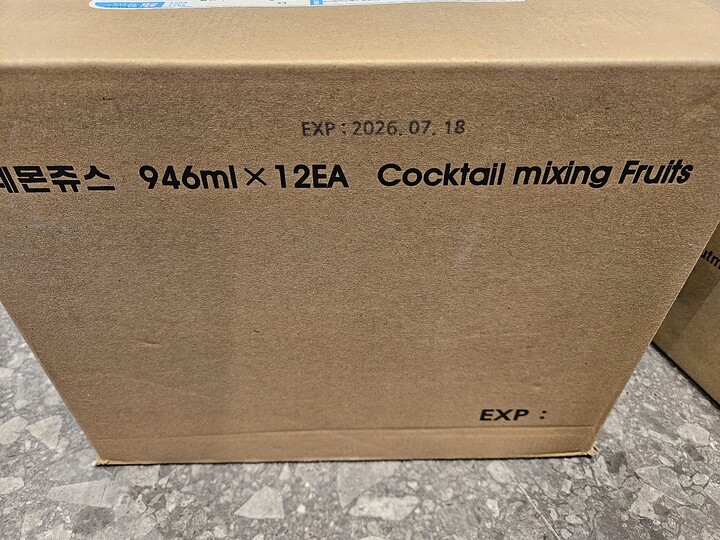 EXP : 2026. 07. 18
레몬쥬스 946ml × 12EA Cocktail mixing Fruits
EXP :